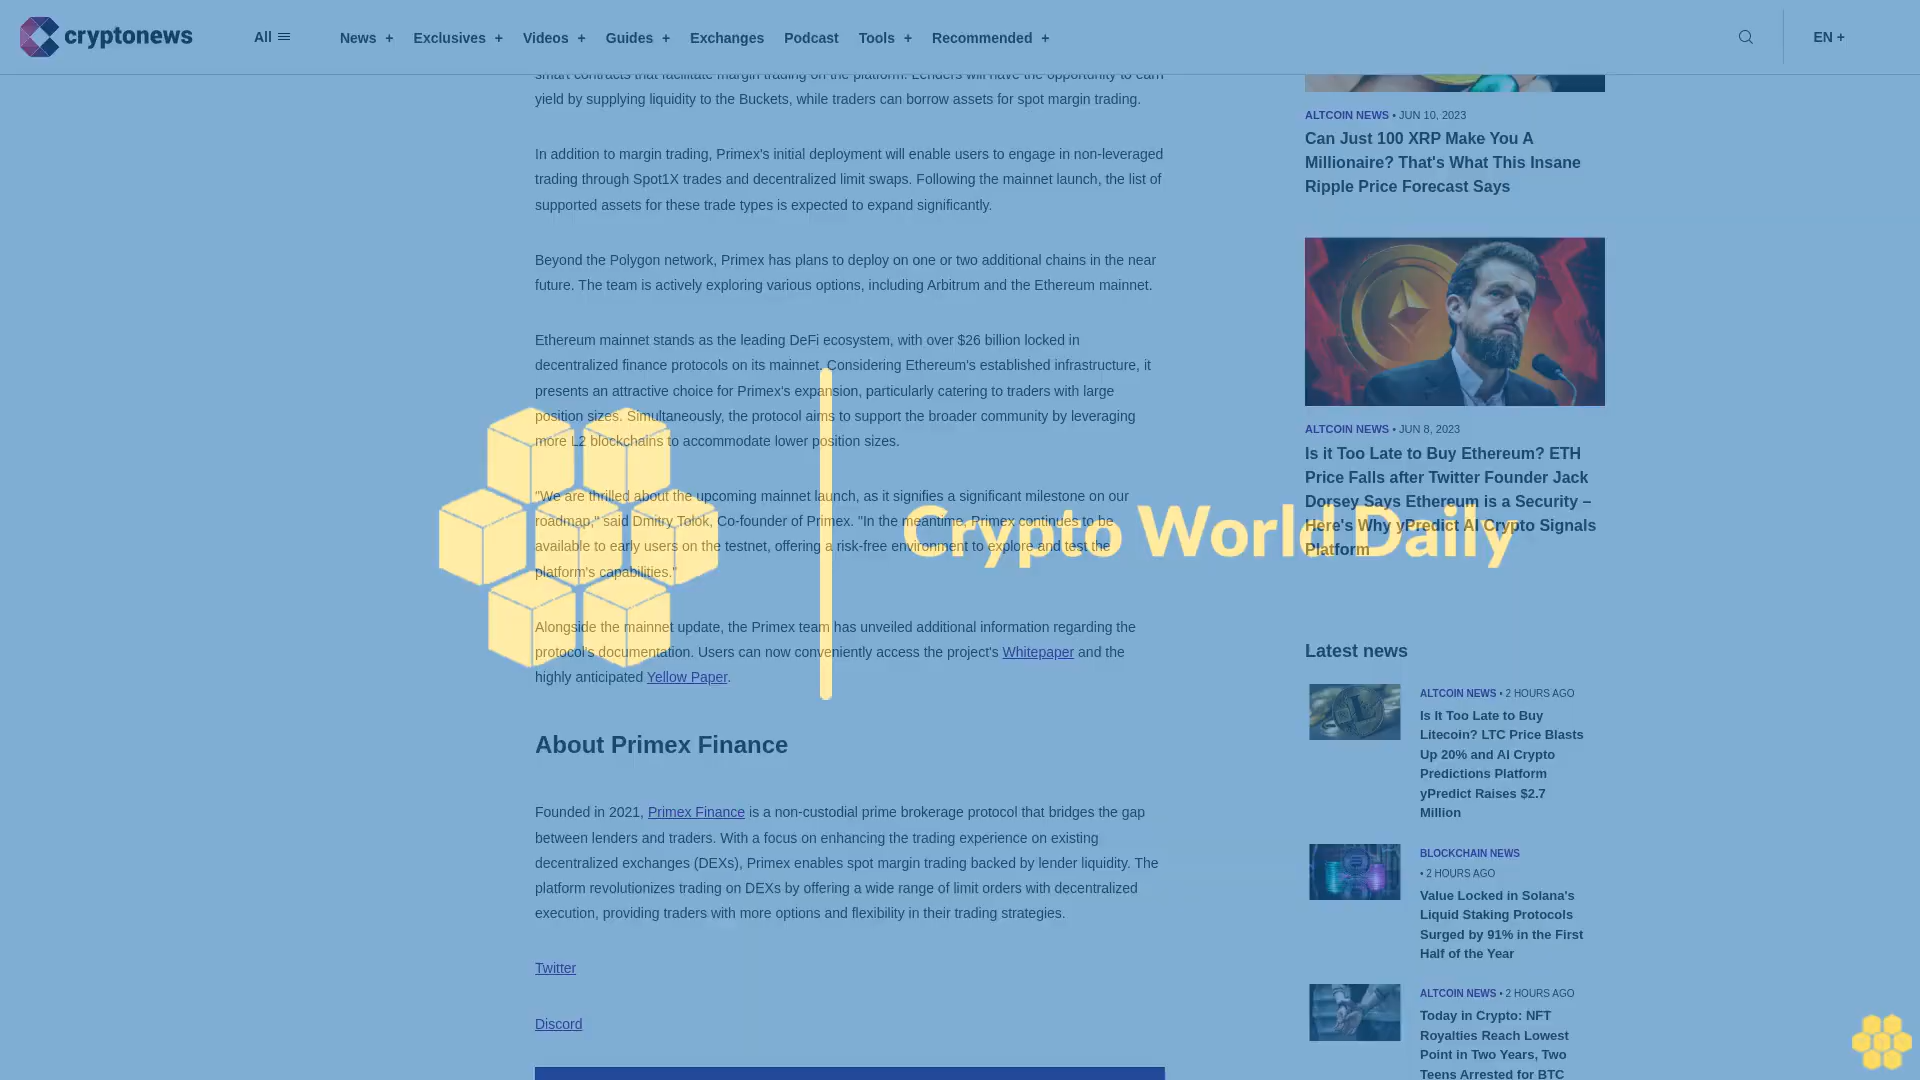 cryptonews
All
News + Exclusives + Videos + Guides + Exchanges Podcast Tools + Recommended +
EN +
smart contracts that facilitate margin trading on the platform. Lenders will have the opportunity to earn
yield by supplying liquidity to the Buckets, while traders can borrow assets for spot margin trading.
In addition to margin trading, Primex's initial deployment will enable users to engage in non-leveraged
trading through Spot1X trades and decentralized limit swaps. Following the mainnet launch, the list of
supported assets for these trade types is expected to expand significantly.
Beyond the Polygon network, Primex has plans to deploy on one or two additional chains in the near
future. The team is actively exploring various options, including Arbitrum and the Ethereum mainnet.
Ethereum mainnet stands as the leading DeFi ecosystem, with over $26 billion locked in
decentralized finance protocols on its mainnet. Considering Ethereum's established infrastructure, it
presents an attractive choice for Primex's expansion, particularly catering to traders with large
position sizes. Simultaneously, the protocol aims to support the broader community by leveraging
more L2 blockchains to accommodate lower position sizes.
"We are thrilled about the upcoming mainnet launch, as it signifies a significant milestone on our
roadmap," said Dmitry Tolok, Co-founder of Primex. "In the meantime, Primex continues to be
available to early users on the testnet, offering a risk-free environment to explore and test the
platform's capabilities."
Alongside the mainnet update, the Primex team has unveiled additional information regarding the
protocol's documentation. Users can now conveniently access the project's Whitepaper and the
highly anticipated Yellow Paper.
About Primex Finance
Founded in 2021, Primex Finance is a non-custodial prime brokerage protocol that bridges the gap
between lenders and traders. With a focus on enhancing the trading experience on existing
decentralized exchanges (DEXs), Primex enables spot margin trading backed by lender liquidity. The
platform revolutionizes trading on DEXs by offering a wide range of limit orders with decentralized
execution, providing traders with more options and flexibility in their trading strategies.
Twitter
Discord
Crypto World Daily
ALTCOIN NEWS • JUN 10, 2023
Can Just 100 XRP Make You A
Millionaire? That's What This Insane
Ripple Price Forecast Says
ALTCOIN NEWS • JUN 8, 2023
Is it Too Late to Buy Ethereum? ETH
Price Falls after Twitter Founder Jack
Dorsey Says Ethereum is a Security –
Here's Why yPredict AI Crypto Signals
Platform
Latest news
ALTCOIN NEWS • 2 HOURS AGO
Is It Too Late to Buy
Litecoin? LTC Price Blasts
Up 20% and AI Crypto
Predictions Platform
yPredict Raises $2.7
Million
BLOCKCHAIN NEWS
• 2 HOURS AGO
Value Locked in Solana's
Liquid Staking Protocols
Surged by 91% in the First
Half of the Year
ALTCOIN NEWS • 2 HOURS AGO
Today in Crypto: NFT
Royalties Reach Lowest
Point in Two Years, Two
Teens Arrested for BTC